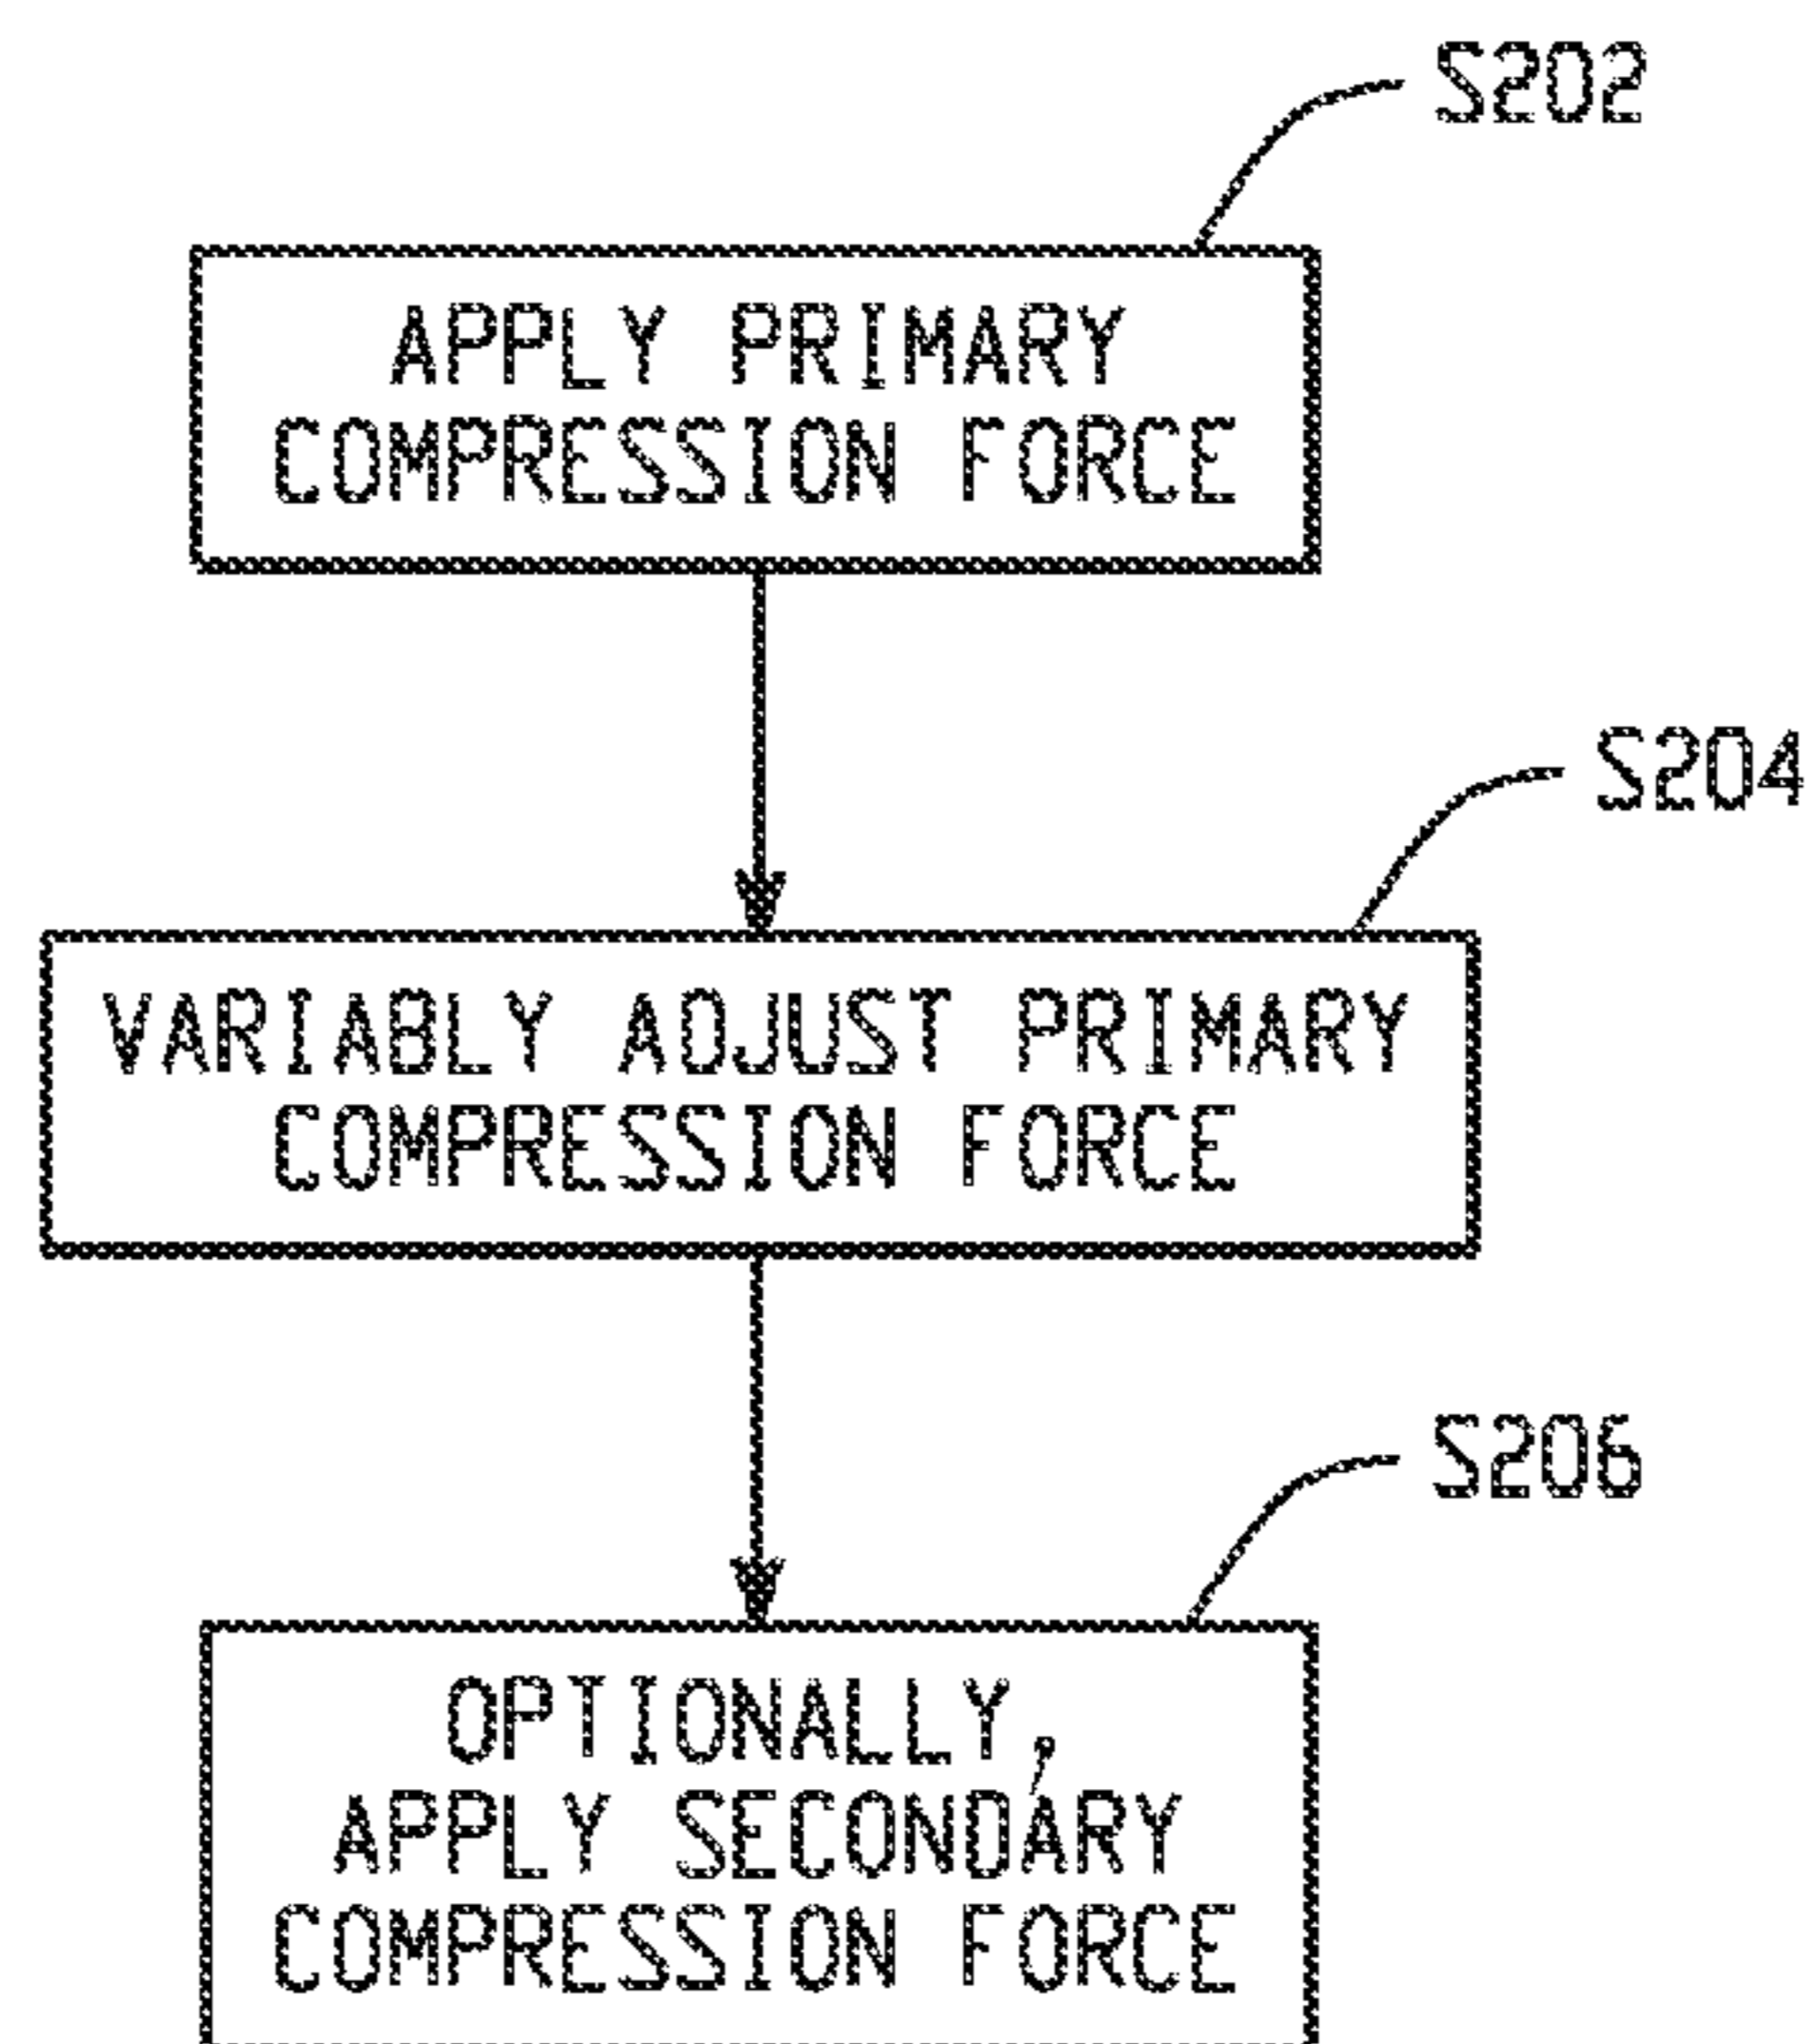 S202
APPLY PRIMARY
COMPRESSION FORCE
S204
VARIABLY ADJUST PRIMARY
COMPRESSION FORCE
S206
OPTIONALLY,
APPLY SECONDARY
COMPRESSION FORCE